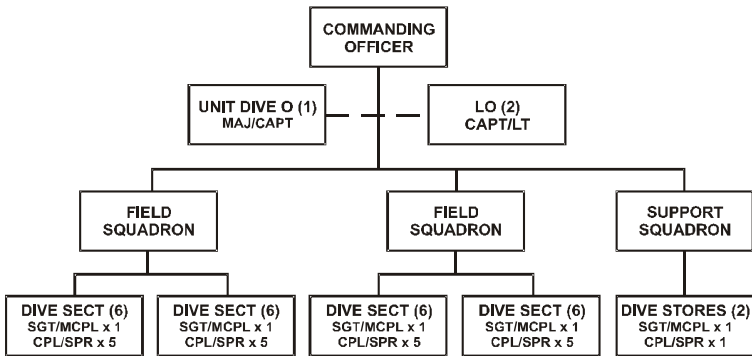 COMMANDING
OFFICER
UNIT DIVE O (1)
MAJ/CAPT
LO (2)
CAPT/LT
FIELD
SQUADRON
FIELD
SQUADRON
SUPPORT
SQUADRON
DIVE SECT (6)
SGT/MCPL x 1
CPL/SPR x 5
DIVE SECT (6)
SGT/MCPL x 1
CPL/SPR x 5
DIVE SECT (6)
SGT/MCPL x 1
CPL/SPR x 5
DIVE SECT (6)
SGT/MCPL x 1
CPL/SPR x 5
DIVE STORES (2)
SGT/MCPL x 1
CPL/SPR x 1